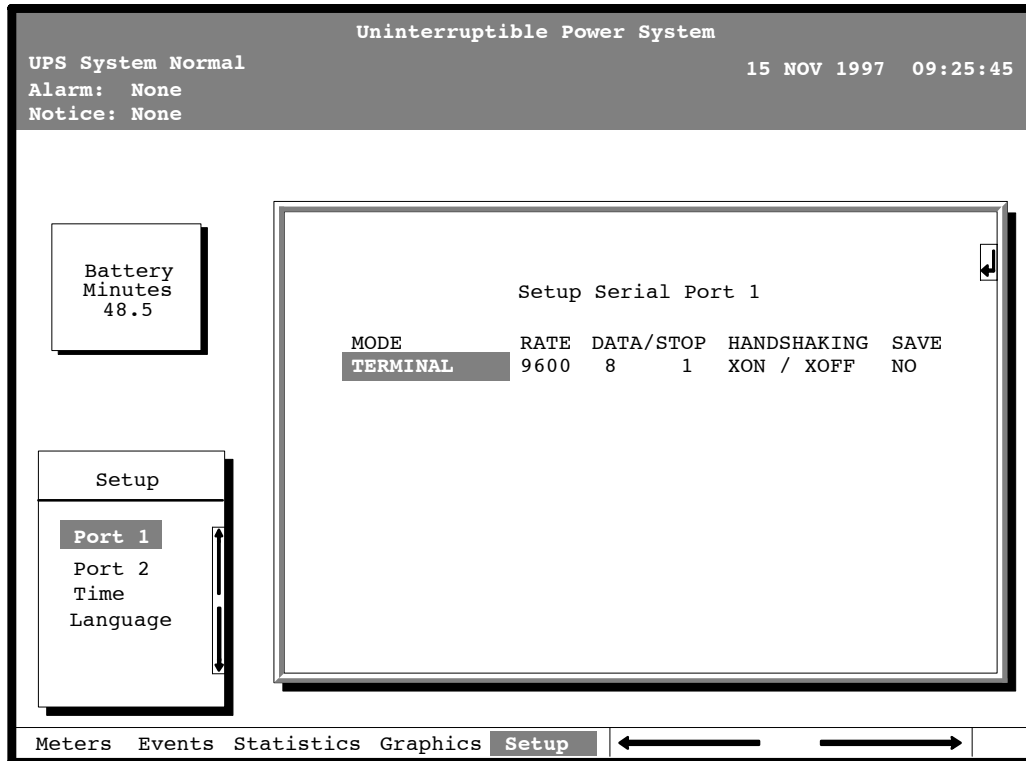 Uninterruptible Power System
UPS System Normal
15 NOV 1997 09:25:45
Alarm: None
Notice: None
Battery
Minutes
48.5
Setup Serial Port 1
MODE RATE DATA/STOP HANDSHAKING SAVE
TERMINAL 9600 8 1 XON / XOFF NO
Setup
Port 1
Port 2
Time
Language
Meters Events Statistics Graphics Setup